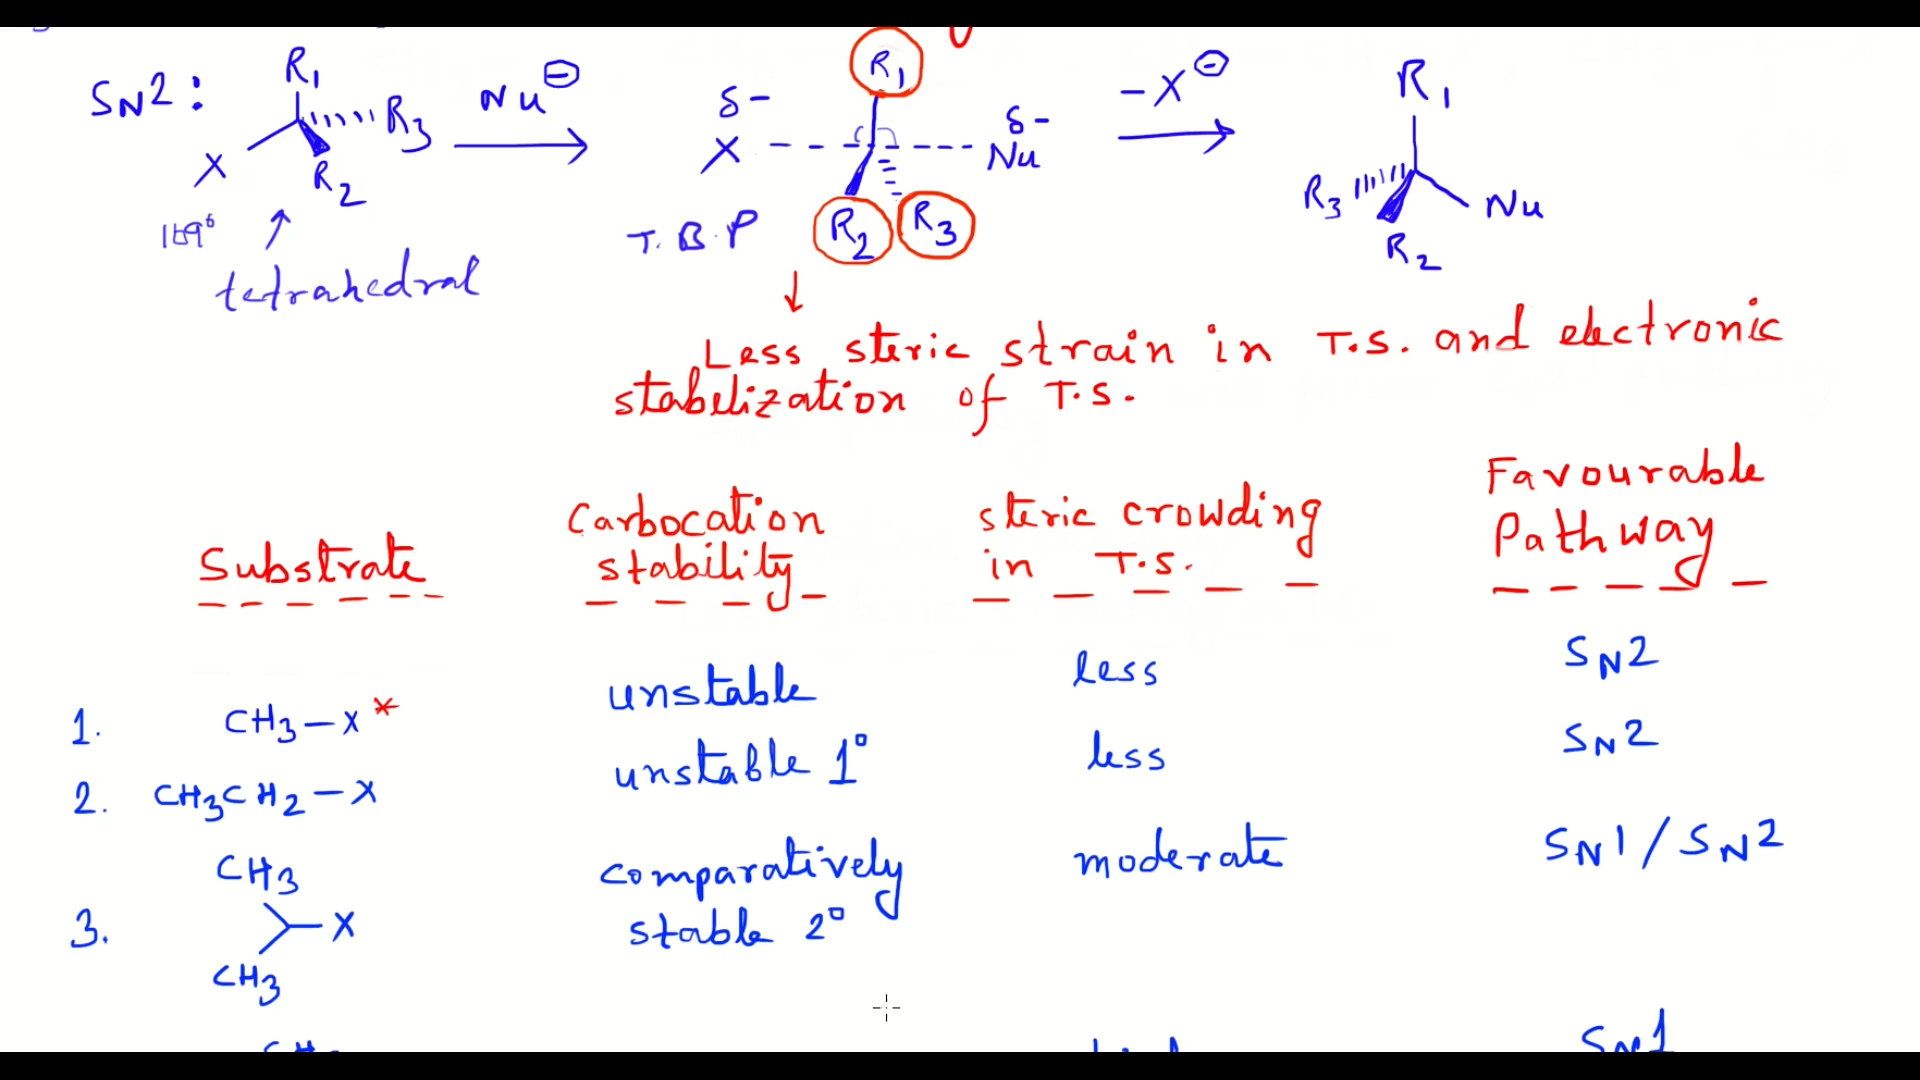 SN2:
R1
R3
X
R2
109°
tetrahedral
Nu⊖
δ-
X
R1
δ-
Nu
R2
R3
T.B.P
-X⊖
R1
R3
Nu
R2
Less steric strain in T.S. and electronic
stabelization of T.S.
Substrate
Carbocation
stability
steric crowding
in T.S.
Favourable
Pathway
1. CH3-X* unstable less SN2
2. CH3CH2-X unstable 1° less SN2
CH3
3. X
CH3
comparatively
stable 2°
moderate
SN1/SN2
SN1